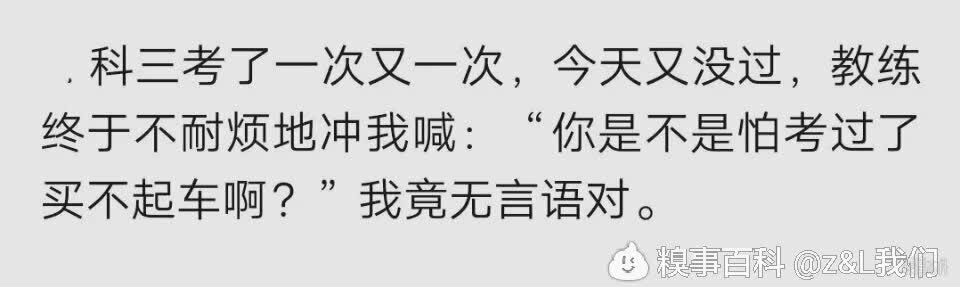 .科三考了一次又一次，今天又没过，教练
终于不耐烦地冲我喊：“你是不是怕考过了
买不起车啊？”我竟无言语对。
糗事百科 @z&L我们